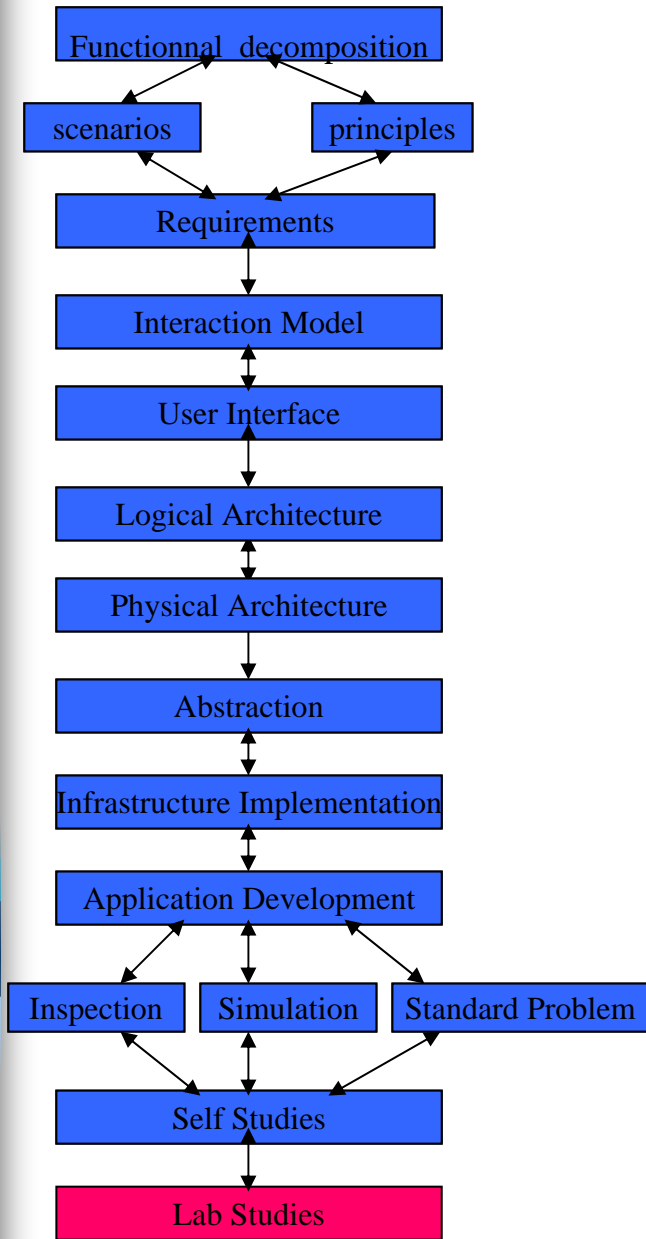 Functionnal decomposition
scenarios
principles
Requirements
Interaction Model
User Interface
Logical Architecture
Physical Architecture
Abstraction
Infrastructure Implementation
Application Development
Inspection
Simulation
Standard Problem
Self Studies
Lab Studies